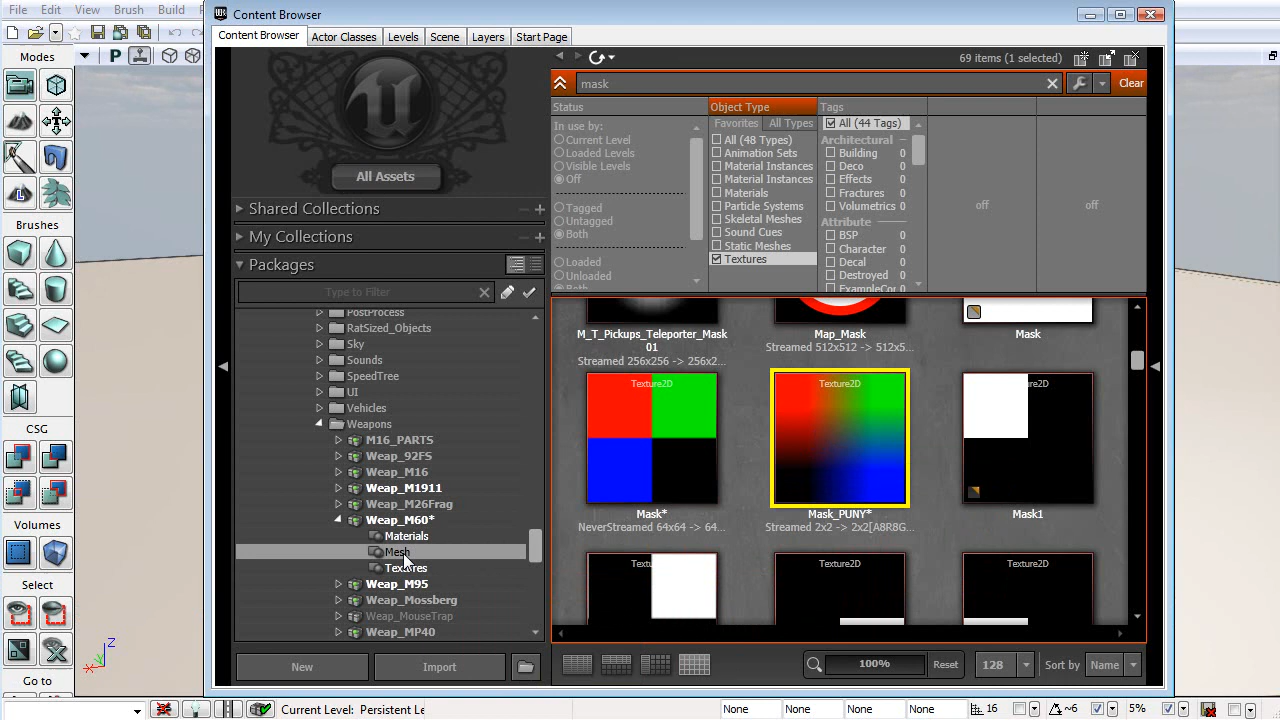 File Edit View Brush Build
Content Browser
Content Browser Actor Classes Levels Scene Layers Start Page
Modes
Brushes
CSG
Volumes
Select
Go to
All Assets
Shared Collections
My Collections
Packages
Type to Filter
PostProcess
RatSized_Objects
Sky
Sounds
SpeedTree
UI
Vehicles
Weapons
M16_PARTS
Weap_92FS
Weap_M16
Weap_M1911
Weap_M26Frag
Weap_M60*
Materials
Mesh
Textures
Weap_M95
Weap_Mossberg
Weap_MouseTrap
Weap_MP40
New Import
69 items (1 selected)
mask
Clear
Status
In use by:
Current Level
Loaded Levels
Visible Levels
Off
Tagged
Untagged
Both
Loaded
Unloaded
Both
Object Type
Favorites All Types
All (48 Types)
Animation Sets
Material Instances
Material Instances
Materials
Particle Systems
Skeletal Meshes
Sound Cues
Static Meshes
Textures
Tags
All (44 Tags)
Architectural
Building 0
Deco 0
Effects 0
Fractures 0
Volumetrics 0
Attribute
BSP 0
Character 0
Decal 0
Destroyed 0
ExampleCor 0
off
off
M_T_Pickups_Teleporter_Mask
01
Streamed 256x256 -> 256x2...
Map_Mask
Streamed 512x512 -> 512x5...
Mask
Texture2D
Mask*
NeverStreamed 64x64 -> 64...
Texture2D
Mask_PUNY*
Streamed 2x2 -> 2x2[A8R8G...
Mask1
Texture2D
Texture2D
100%
Reset
128
Sort by Name
Current Level: Persistent Le
None None None None 16 ~6 5%
Z